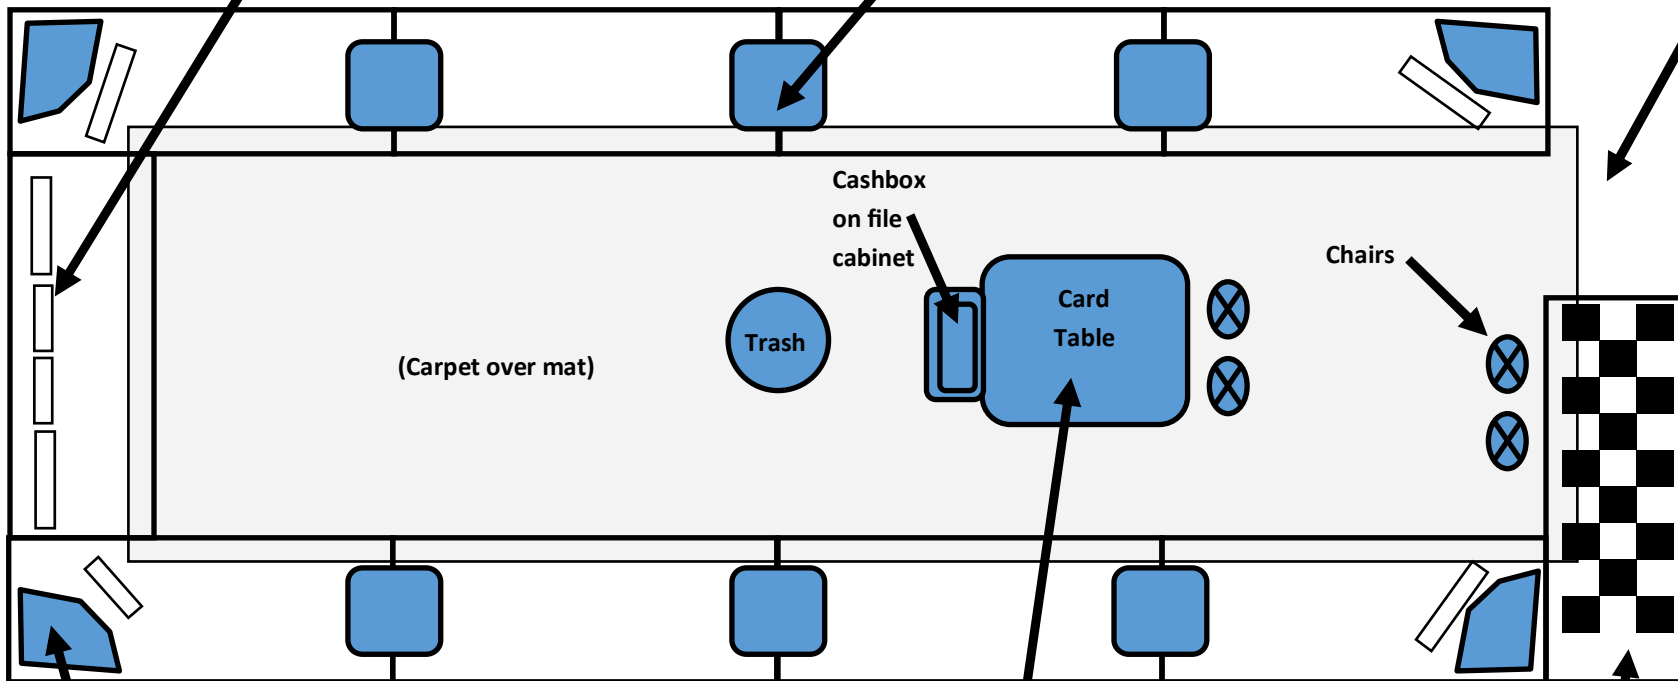 Cashbox
on file
cabinet
Chairs
Card
Table
Trash
(Carpet over mat)